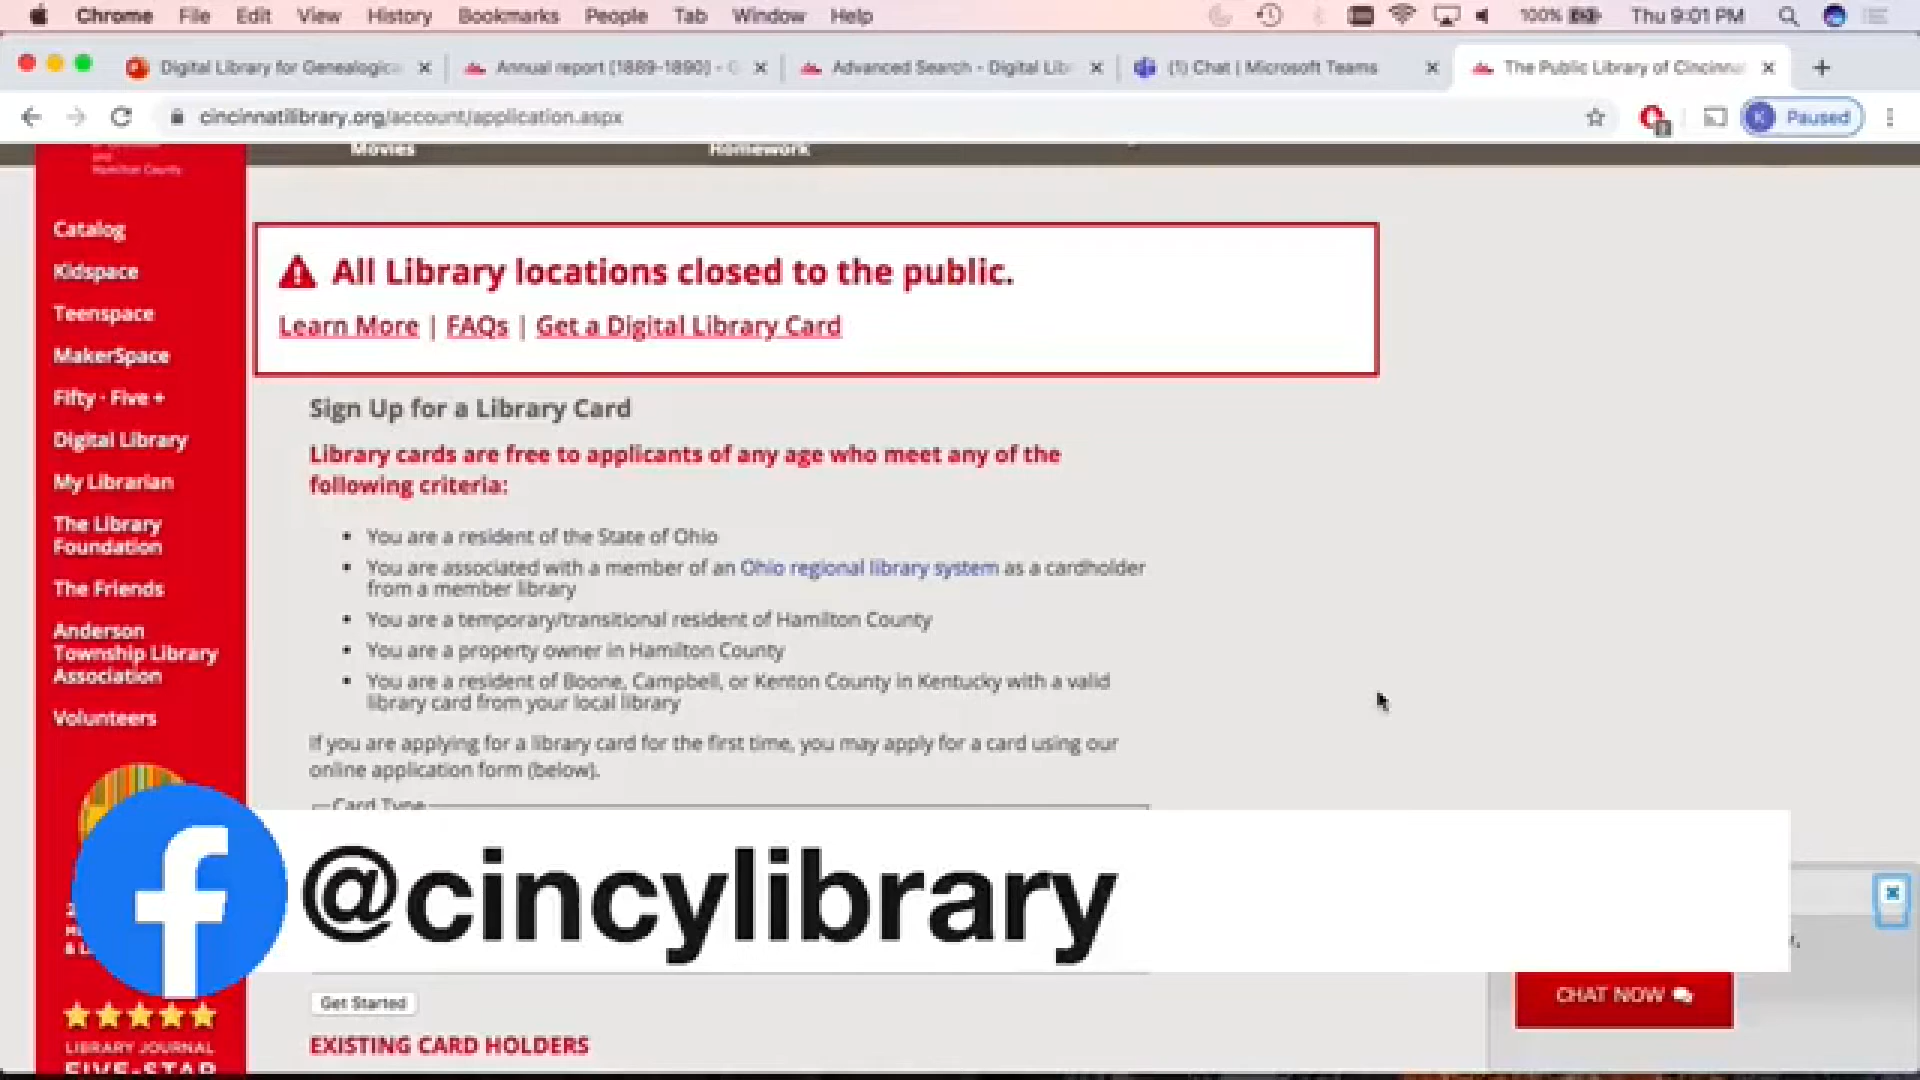 Chrome File Edit View History Bookmarks People Tab Window Help 100% Thu 9:01 PM
Digital Library for Genealogica Annual report (1889-1890) - Advanced Search - Digital Lib (1) Chat | Microsoft Teams The Public Library of Cincinna
cincinnatilibrary.org/account/application.aspx K Paused
Movies Homework
and
Hamilton County
Catalog
Kidspace
Teenspace
MakerSpace
Fifty - Five +
Digital Library
My Librarian
The Library
Foundation
The Friends
Anderson
Township Library
Association
Volunteers
All Library locations closed to the public.
Learn More | FAQs | Get a Digital Library Card
Sign Up for a Library Card
Library cards are free to applicants of any age who meet any of the
following criteria:
• You are a resident of the State of Ohio
• You are associated with a member of an Ohio regional library system as a cardholder
from a member library
• You are a temporary/transitional resident of Hamilton County
• You are a property owner in Hamilton County
• You are a resident of Boone, Campbell, or Kenton County in Kentucky with a valid
library card from your local library
If you are applying for a library card for the first time, you may apply for a card using our
online application form (below).
Card Type
@cincylibrary
Get Started
EXISTING CARD HOLDERS
LIBRARY JOURNAL
FIVE-STAR
CHAT NOW